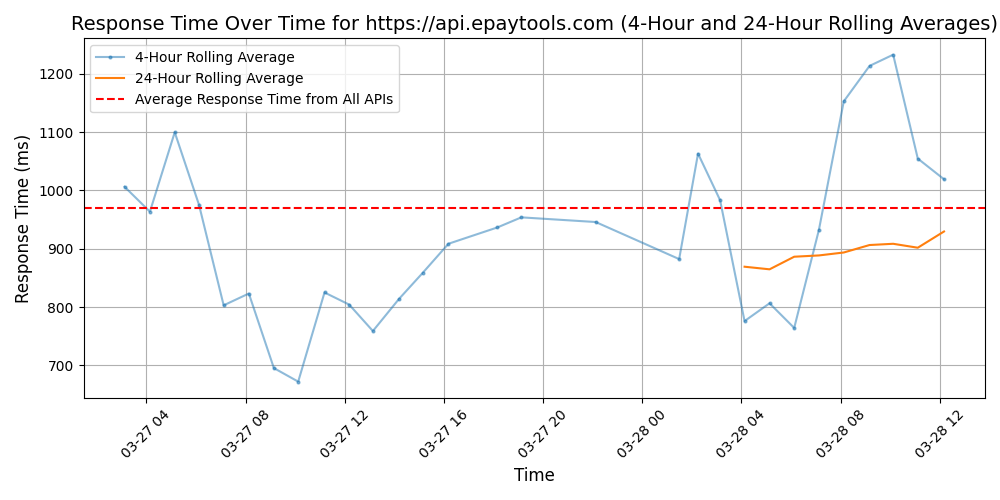 Response Time Over Time for https://api.epaytools.com (4-Hour and 24-Hour Rolling Averages)
4-Hour Rolling Average
24-Hour Rolling Average
Average Response Time from All APIs
Response Time (ms)
1200
1100
1000
900
800
700
03-27 04
03-27 08
03-27 12
03-27 16
03-27 20
03-28 00
03-28 04
03-28 08
03-28 12
Time